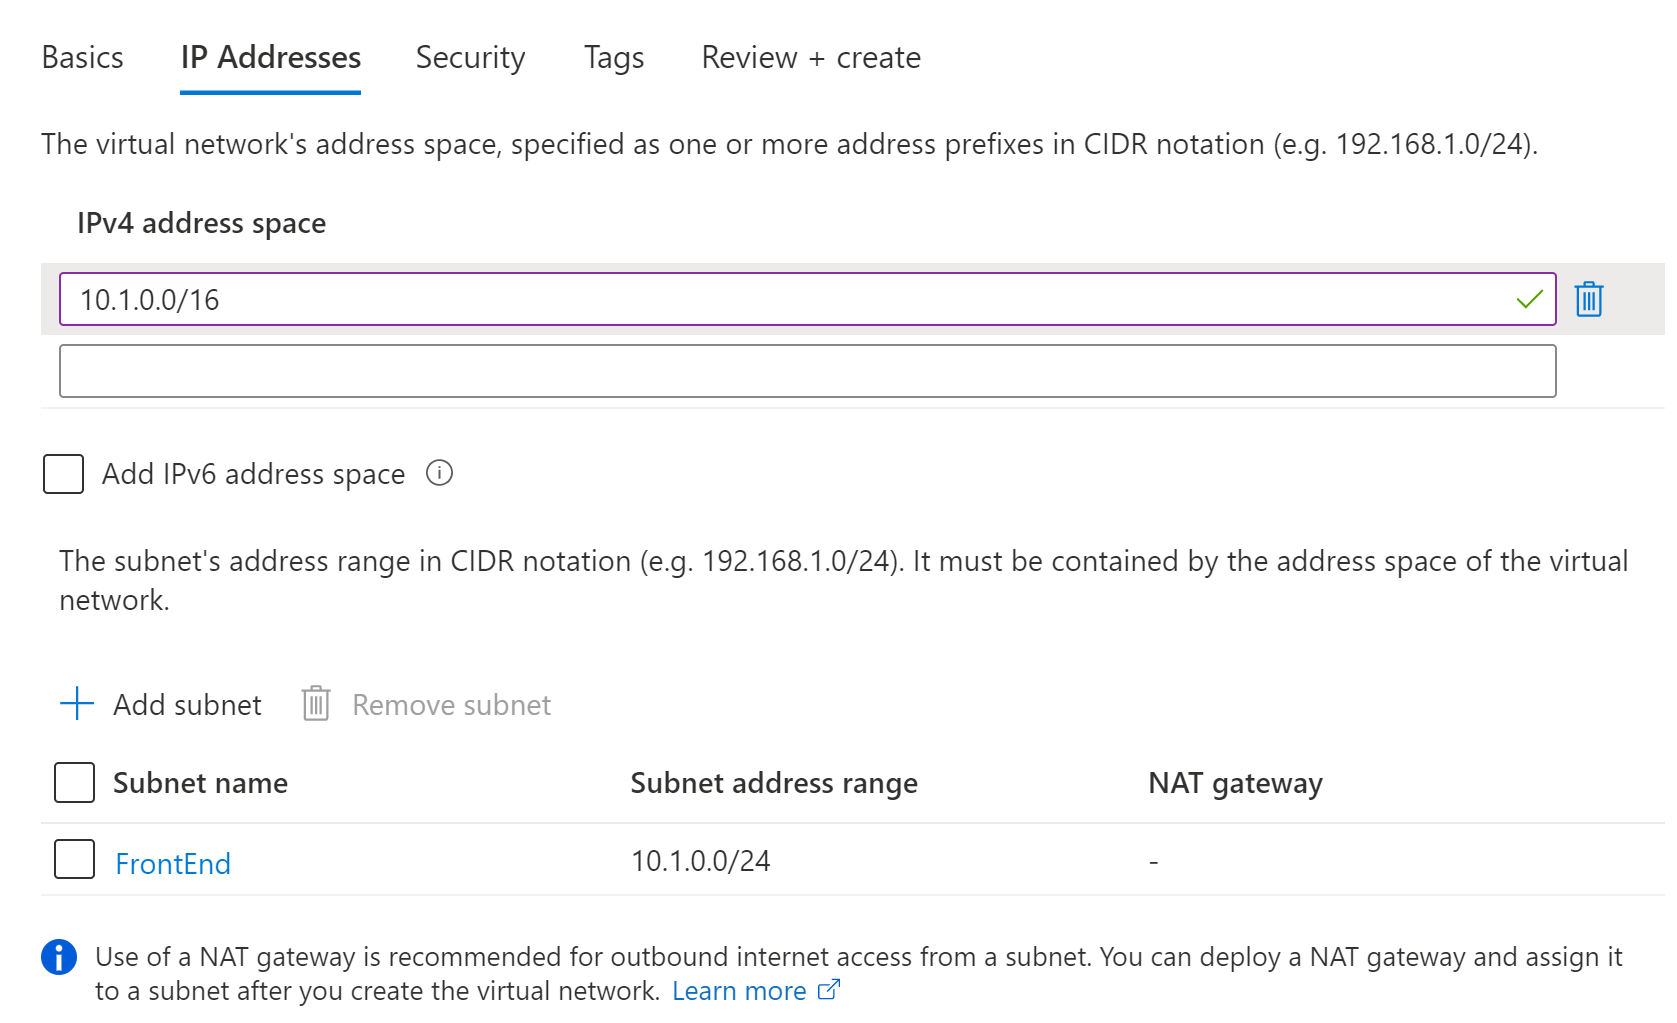 Basics IP Addresses Security Tags Review + create
The virtual network's address space, specified as one or more address prefixes in CIDR notation (e.g. 192.168.1.0/24).
IPv4 address space
10.1.0.0/16
Add IPv6 address space
The subnet's address range in CIDR notation (e.g. 192.168.1.0/24). It must be contained by the address space of the virtual
network.
Add subnet Remove subnet
Subnet name Subnet address range NAT gateway
FrontEnd 10.1.0.0/24 -
Use of a NAT gateway is recommended for outbound internet access from a subnet. You can deploy a NAT gateway and assign it
to a subnet after you create the virtual network. Learn more